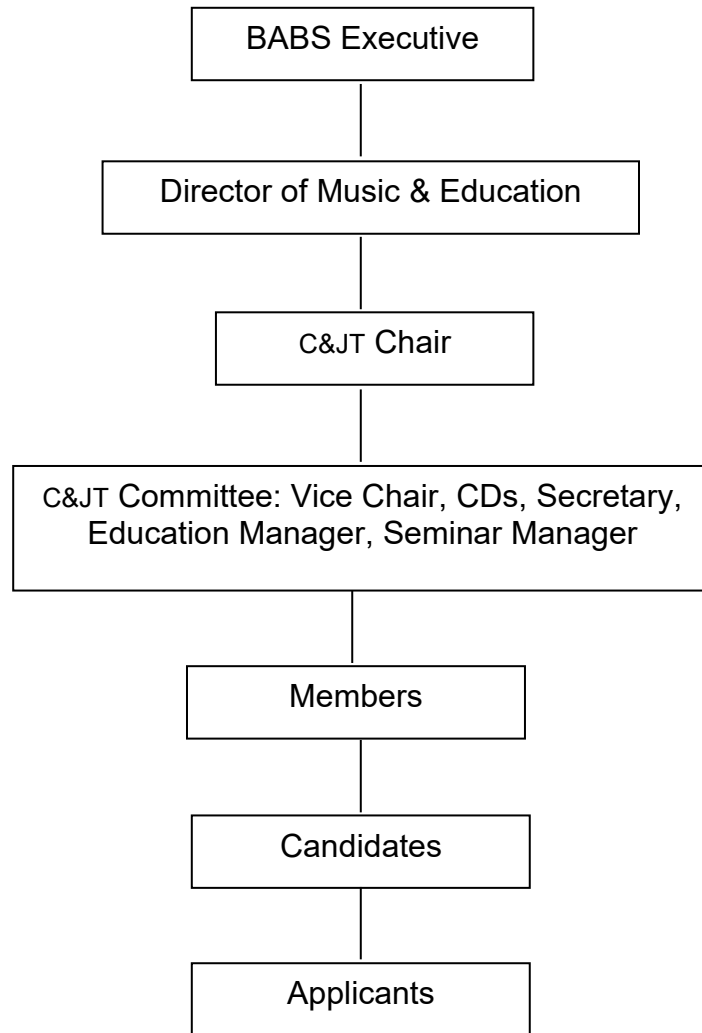 BABS Executive
Director of Music & Education
C&JT Chair
C&JT Committee: Vice Chair, CDs, Secretary,
Education Manager, Seminar Manager
Members
Candidates
Applicants